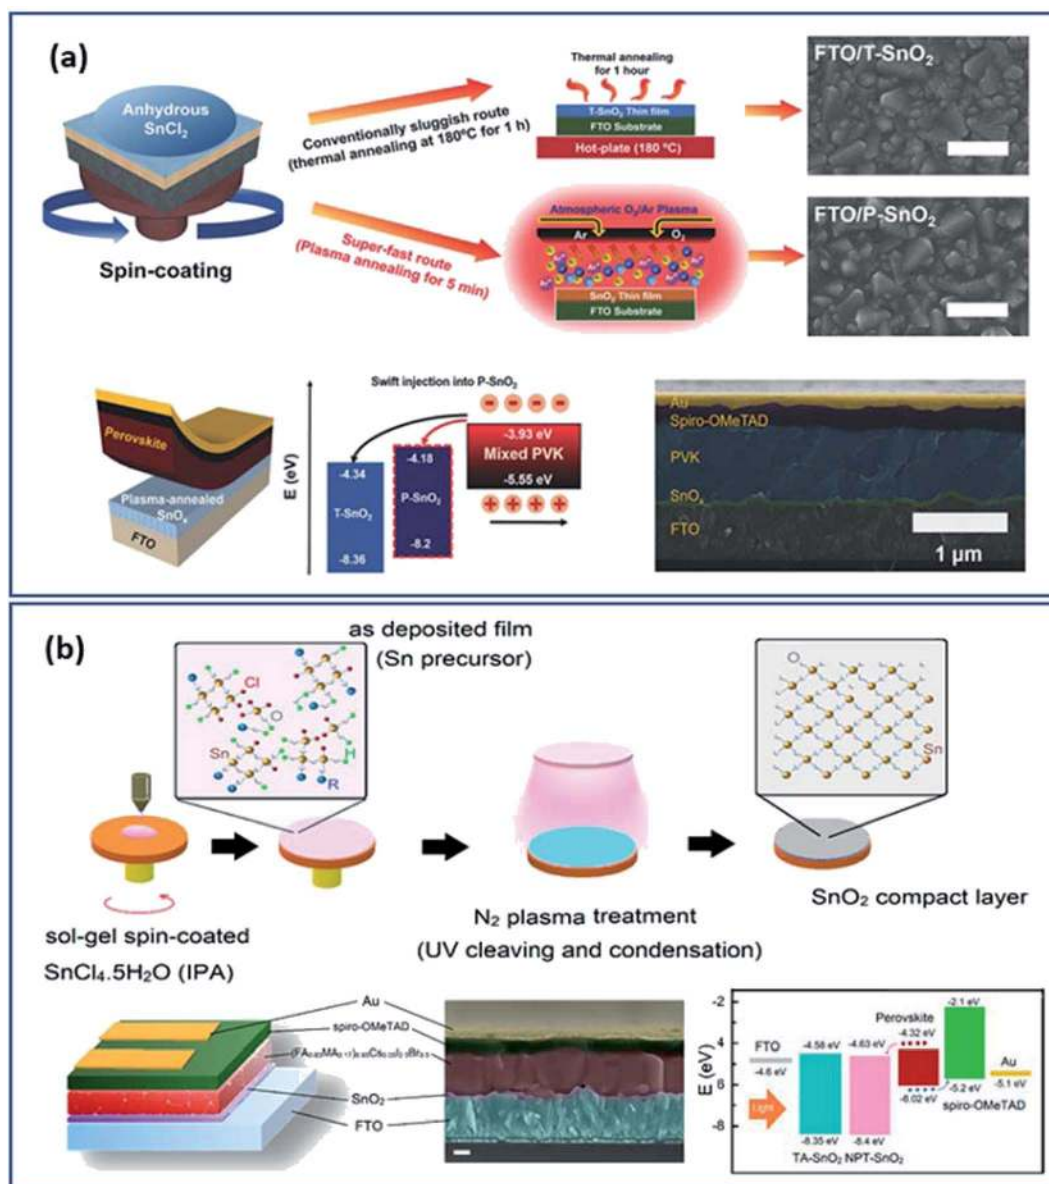 (a)
Anhydrous
SnCl₂
Spin-coating
Conventionally sluggish route
(thermal annealing at 180ºC for 1 h)
Super-fast route
(Plasma annealing for 5 min)
Thermal annealing
for 1 hour
T-SnO₂ Thin film
FTO Substrate
Hot-plate (180 ºC)
Atmospheric O₂/Ar Plasma
Ar
O₂
SnO₂ Thin film
FTO Substrate
FTO/T-SnO₂
FTO/P-SnO₂
Perovskite
Plasma-annealed
SnOₓ
FTO
E (eV)
Swift injection into P-SnO₂
-4.34
T-SnO₂
-8.36
-4.18
P-SnO₂
-8.2
-3.93 eV
Mixed PVK
-5.55 eV
Au
Spiro-OMeTAD
PVK
SnOₓ
FTO
1 µm
(b)
as deposited film
(Sn precursor)
Cl
O
Sn
H
R
O
Sn
sol-gel spin-coated
SnCl₄.5H₂O (IPA)
N₂ plasma treatment
(UV cleaving and condensation)
SnO₂ compact layer
Au
spiro-OMeTAD
SnO₂
FTO
E (eV)
-2
-4
-6
-8
FTO
-4.6 eV
Light
-4.58 eV
-8.35 eV
TA-SnO₂
-4.63 eV
-8.4 eV
NPT-SnO₂
Perovskite
-4.32 eV
-6.02 eV
-2.1 eV
-5.2 eV
spiro-OMeTAD
Au
-5.1 eV